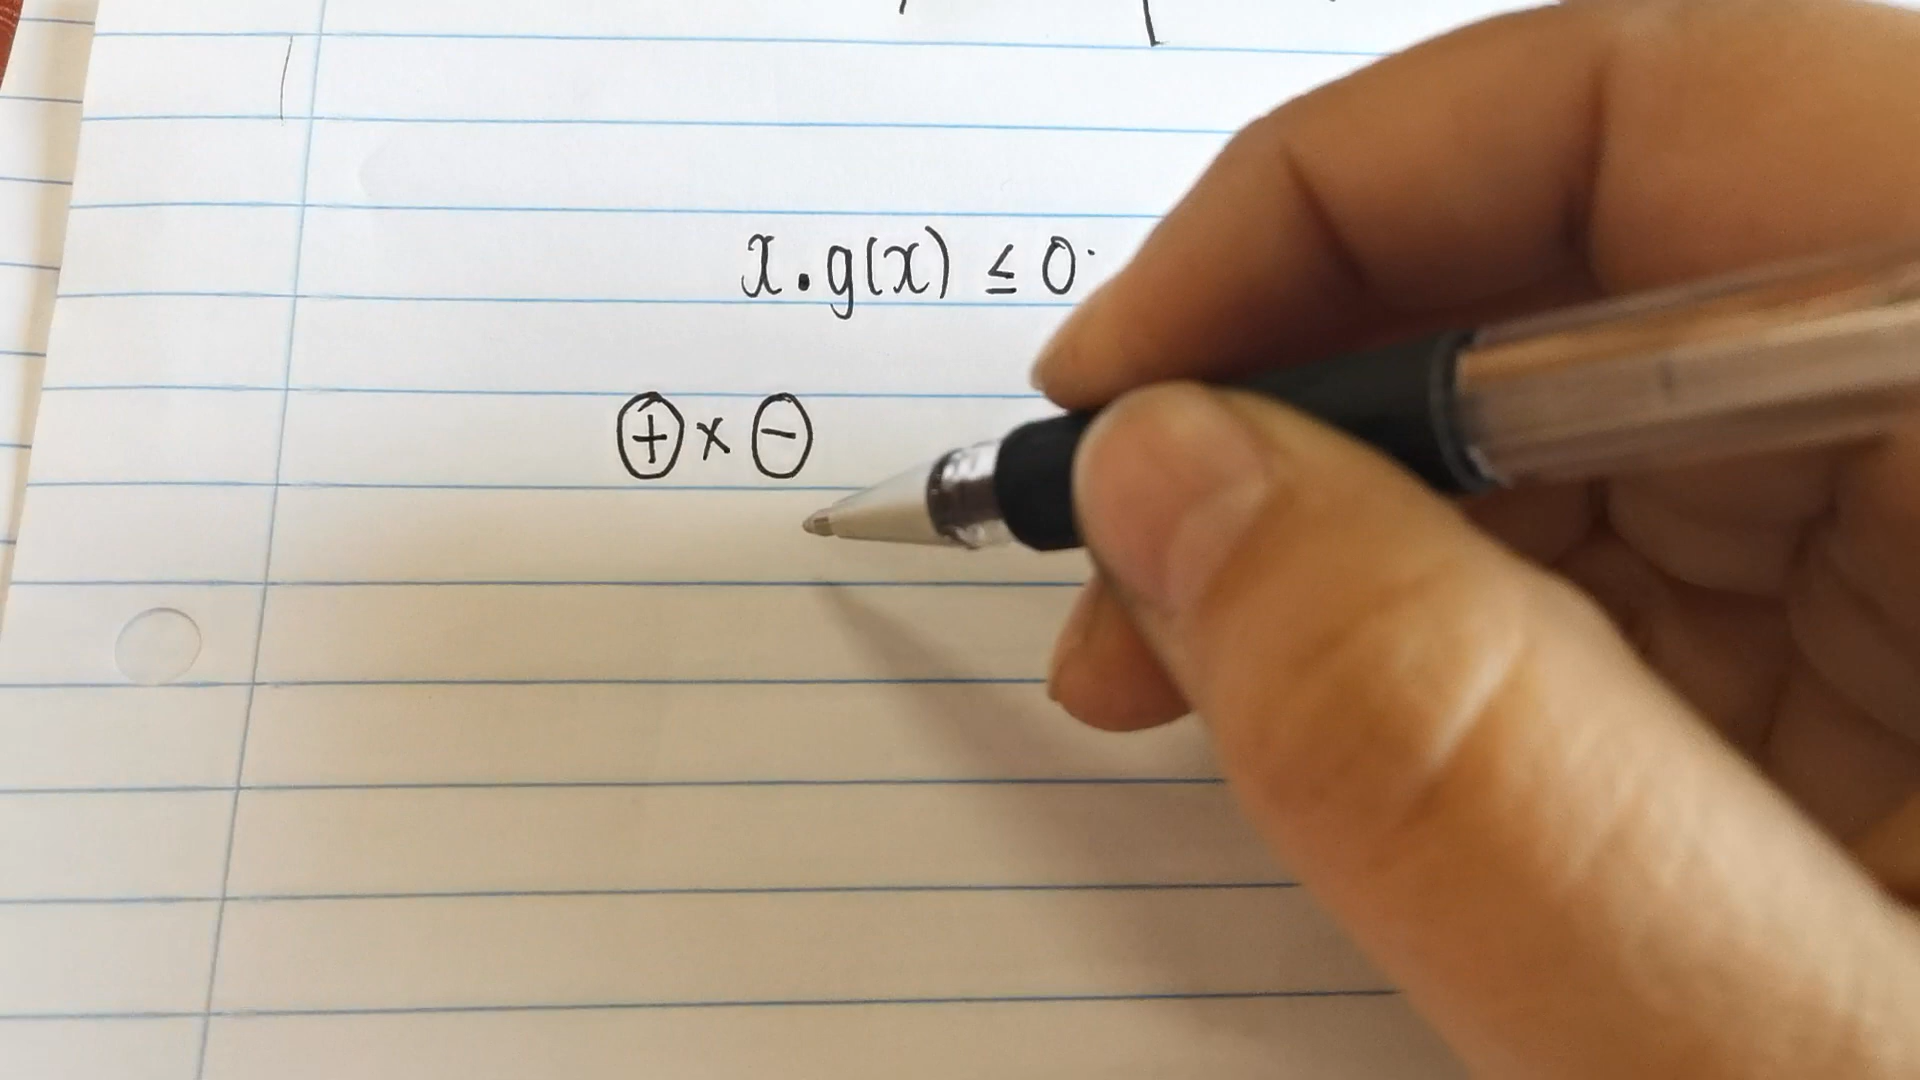 x . g(x) ≤ 0
⊕ x ⊖